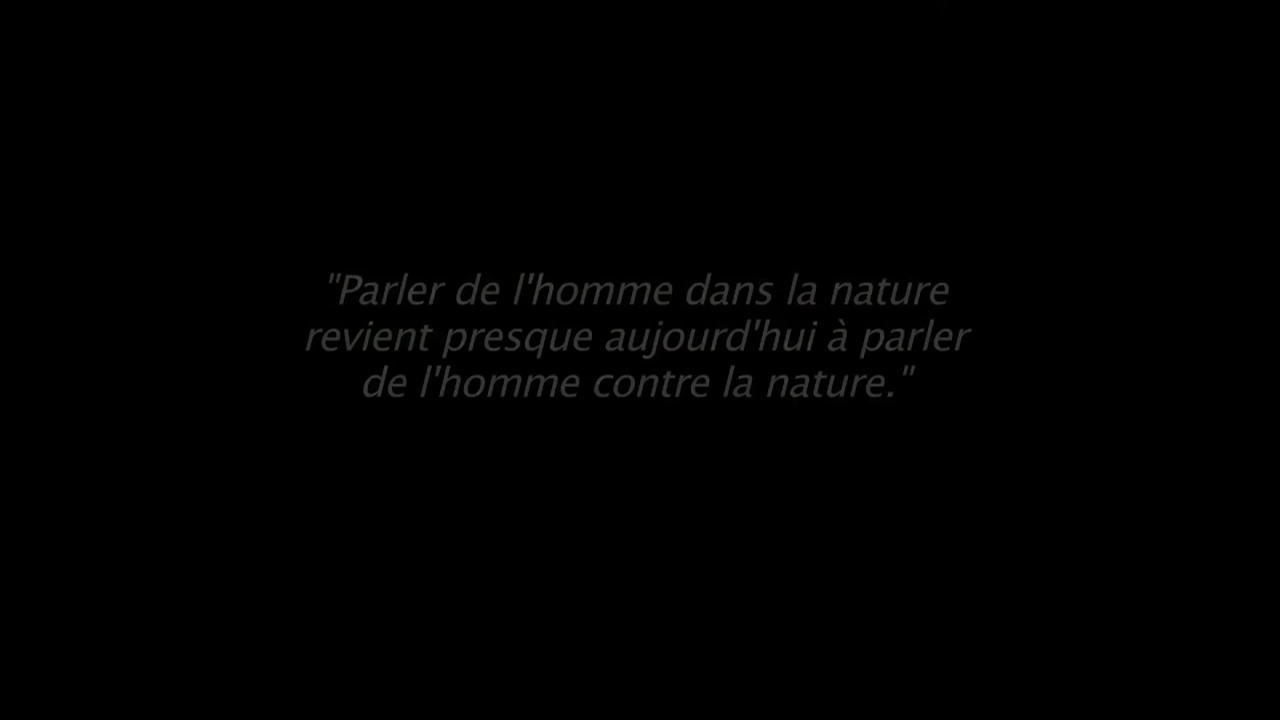 "Parler de l'homme dans la nature
revient presque aujourd'hui à parler
de l'homme contre la nature."